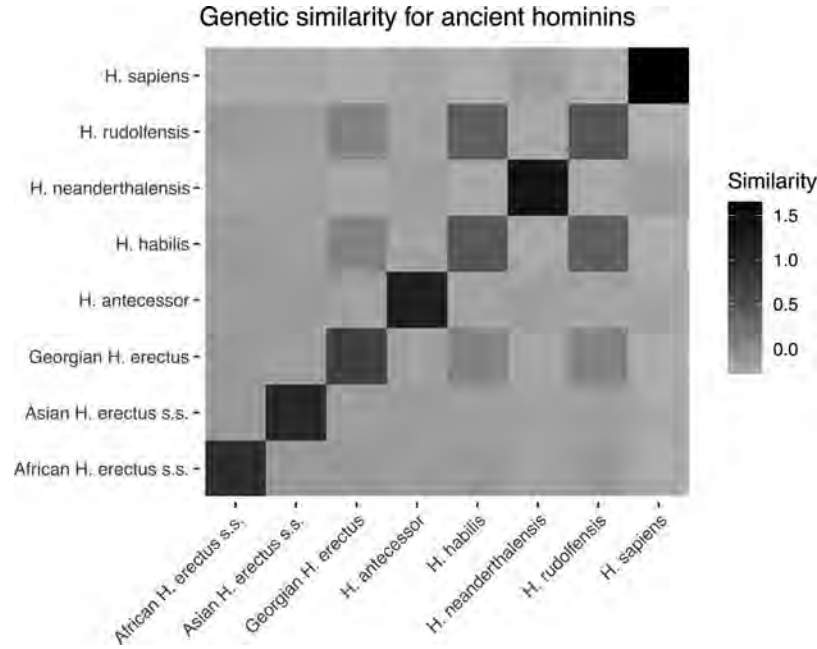 Genetic similarity for ancient hominins
H. sapiens
H. rudolfensis
H. neanderthalensis
H. habilis
H. antecessor
Georgian H. erectus
Asian H. erectus s.s.
African H. erectus s.s.
African H. erectus s.s.
Asian H. erectus s.s.
Georgian H. erectus
H. antecessor
H. habilis
H. neanderthalensis
H. rudolfensis
H. sapiens
Similarity
1.5
1.0
0.5
0.0